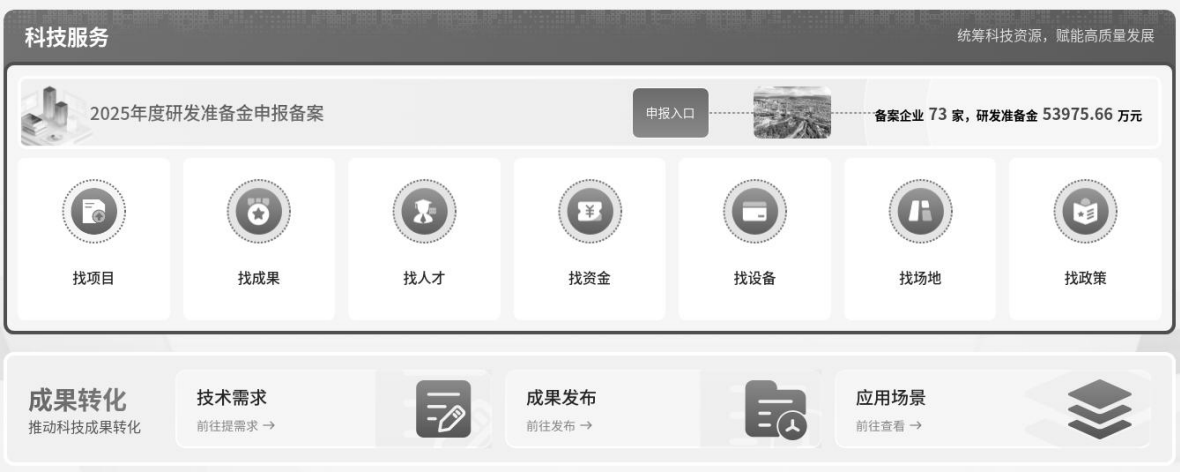 科技服务
统筹科技资源，赋能高质量发展
2025年度研发准备金申报备案
申报入口
备案企业 73 家，研发准备金 53975.66 万元
找项目
找成果
找人才
找资金
找设备
找场地
找政策
成果转化
推动科技成果转化
技术需求
前往提需求 →
成果发布
前往发布 →
应用场景
前往查看 →